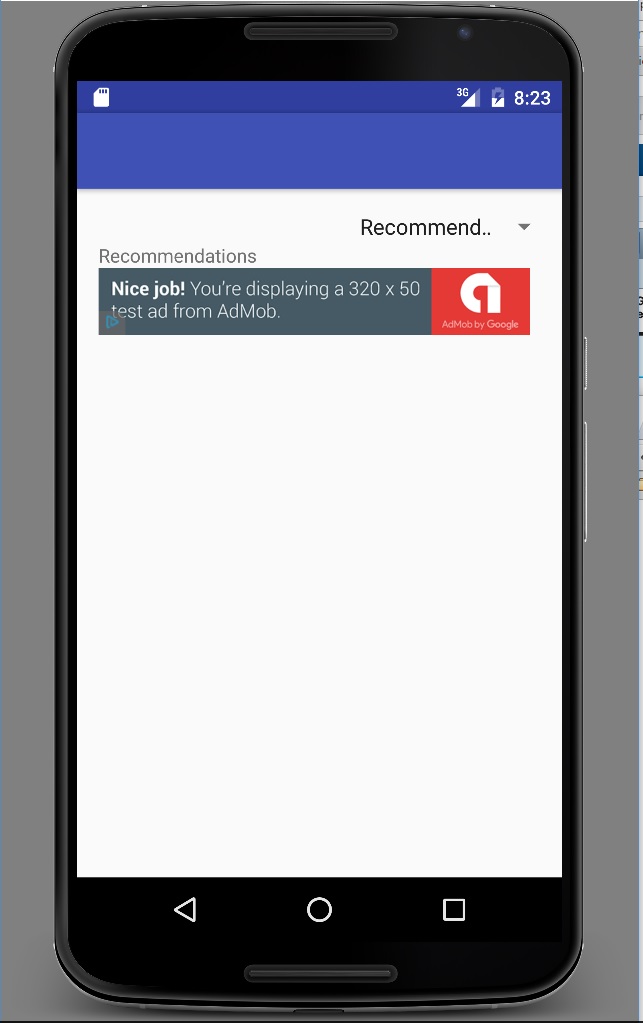 3G 8:23
Recommend..
Recommendations
Nice job! You're displaying a 320 x 50
test ad from AdMob.
AdMob by Google